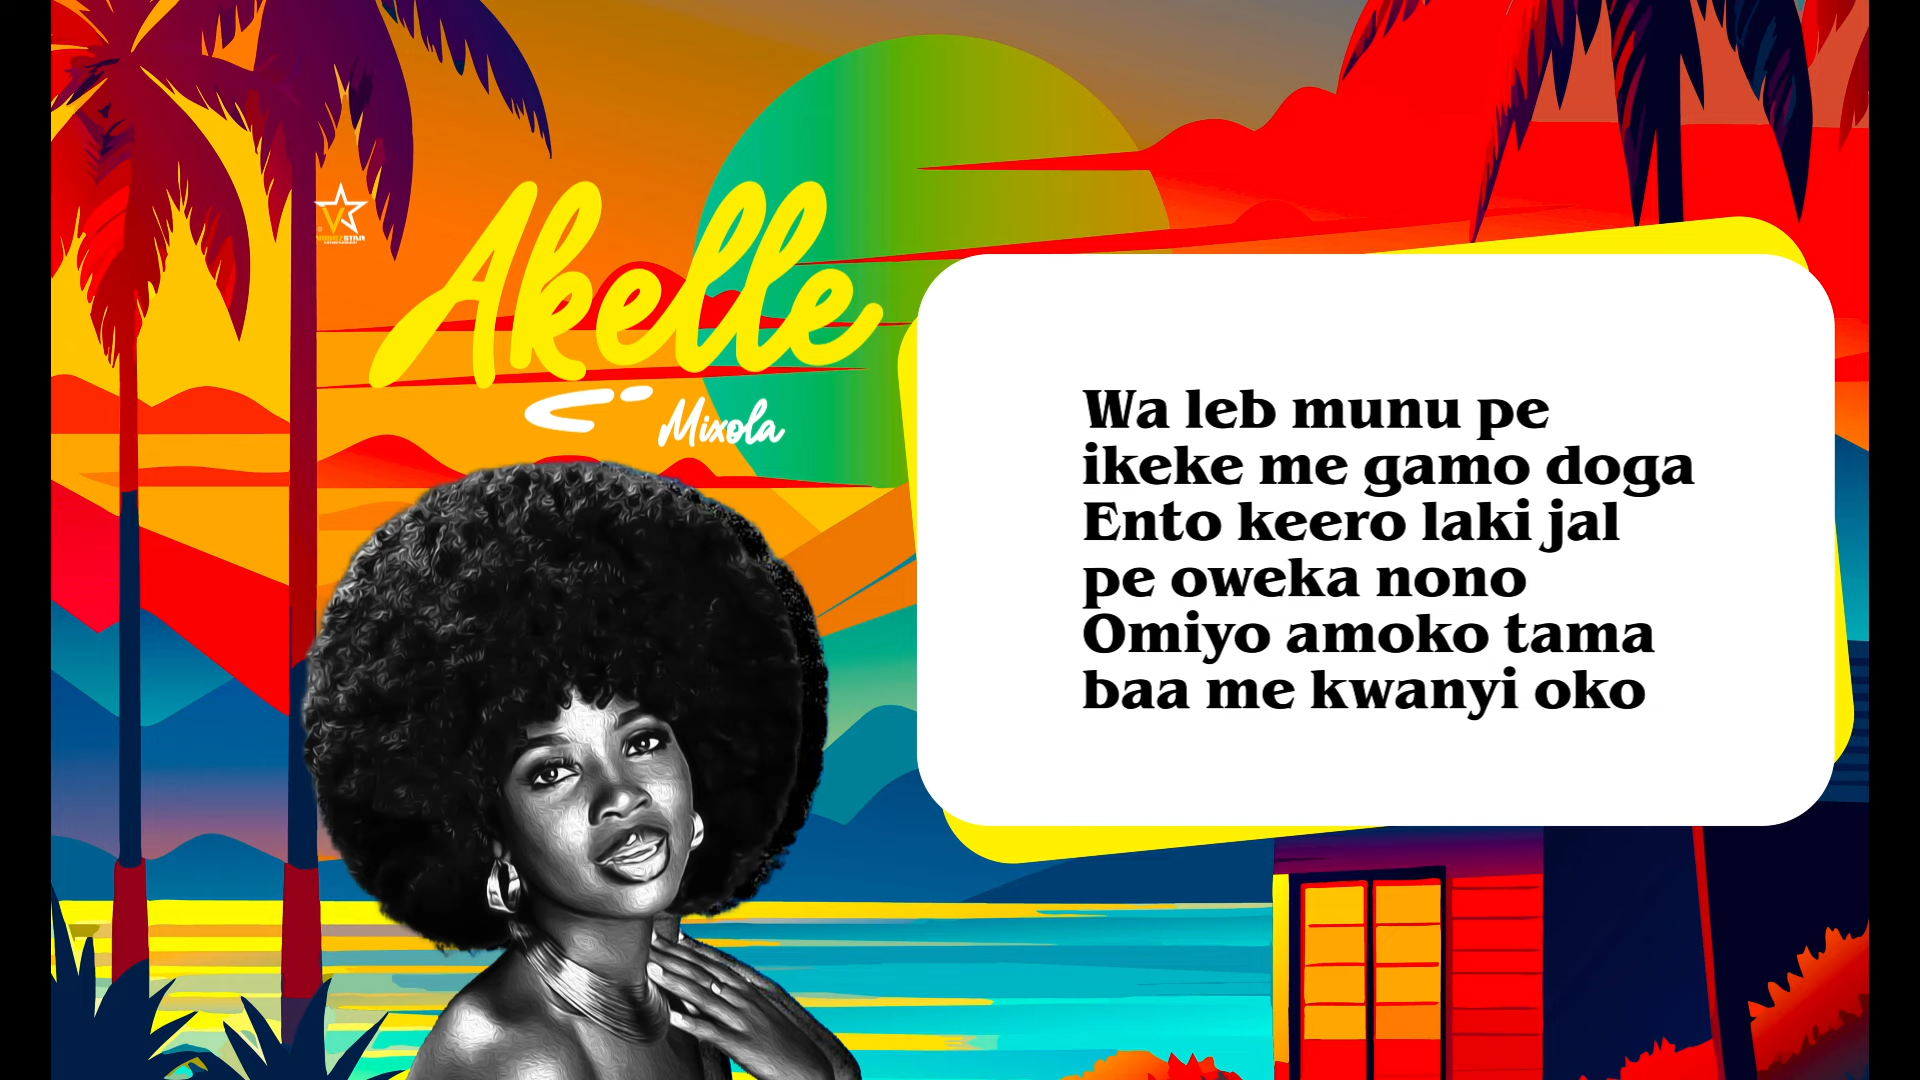 Akelle
Mixola
Wa leb munu pe
ikeke me gamo doga
Ento keero laki jal
pe oweka nono
Omiyo amoko tama
baa me kwanyi oko